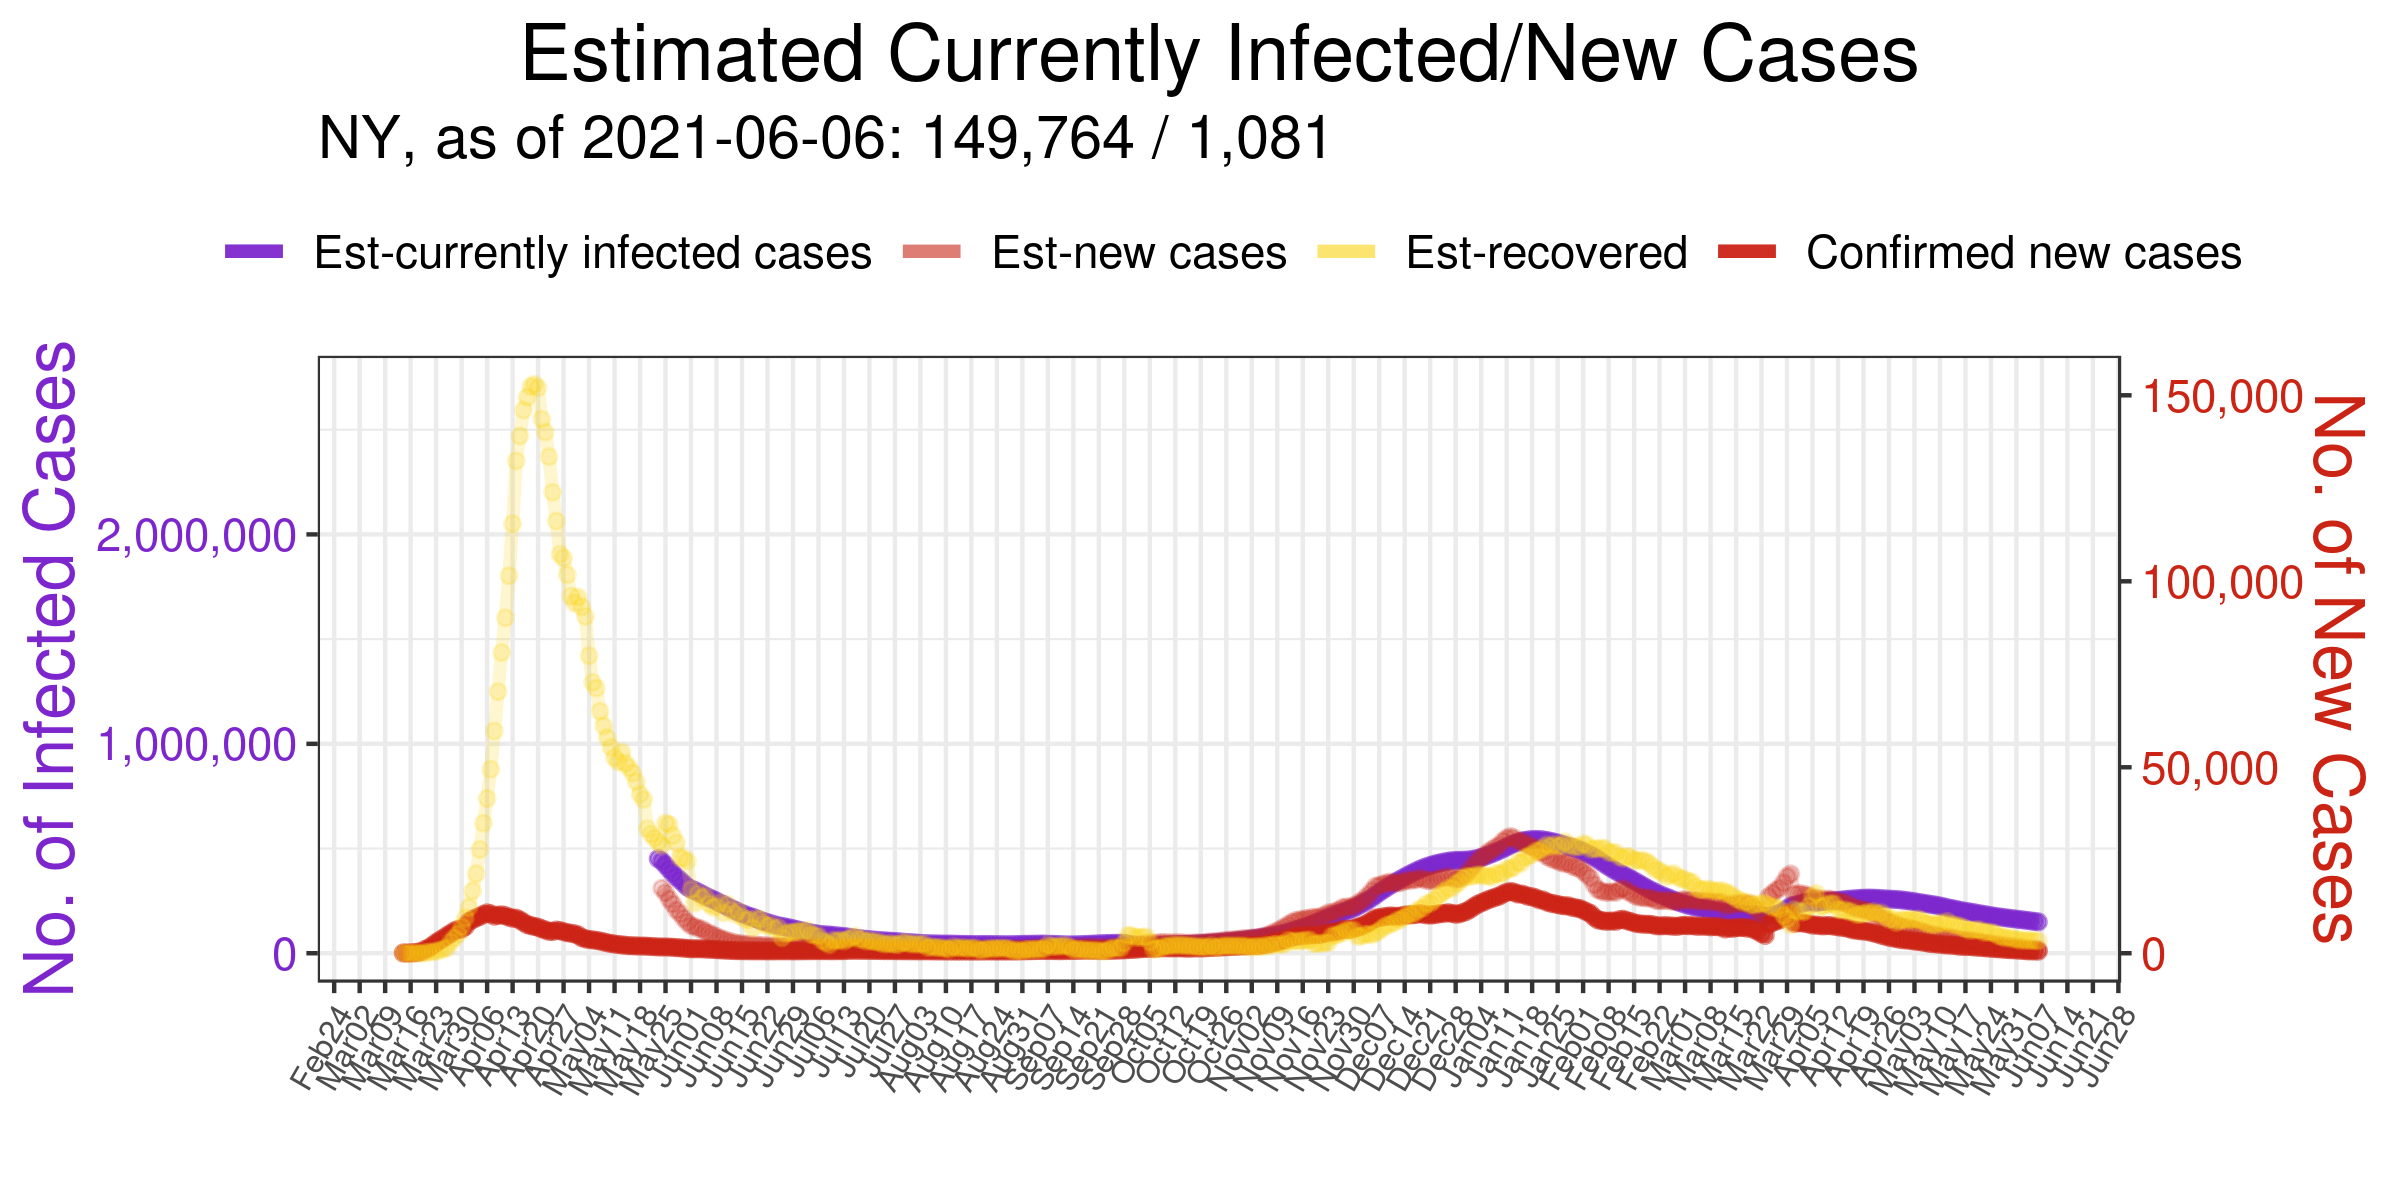 Estimated Currently Infected/New Cases
NY, as of 2021-06-06: 149,764 / 1,081
Est-currently infected cases
Est-new cases
Est-recovered
Confirmed new cases
No. of Infected Cases
2,000,000
1,000,000
0
150,000
100,000
50,000
0
No. of New Cases
Feb24
Mar02
Mar09
Mar16
Mar23
Mar30
Apr06
Apr13
Apr20
Apr27
May04
May11
May18
May25
Jun01
Jun08
Jun15
Jun22
Jun29
Jul06
Jul13
Jul20
Jul27
Aug03
Aug10
Aug17
Aug24
Aug31
Sep07
Sep14
Sep21
Sep28
Oct05
Oct12
Oct19
Oct26
Nov02
Nov09
Nov16
Nov23
Nov30
Dec07
Dec14
Dec21
Dec28
Dec04
Jan11
Jan18
Jan25
Feb01
Feb08
Feb15
Feb22
Mar01
Mar08
Mar15
Mar22
Mar29
Apr05
Apr12
Apr19
Apr26
May03
May10
May17
May24
May31
May07
Jun14
Jun21
Jun28